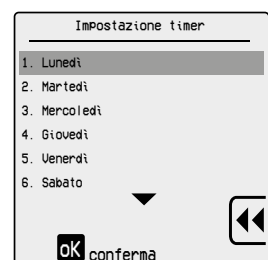 Impostazione timer
1. Lunedì
2. Martedì
3. Mercoledì
4. Giovedì
5. Venerdì
6. Sabato
oK conferma